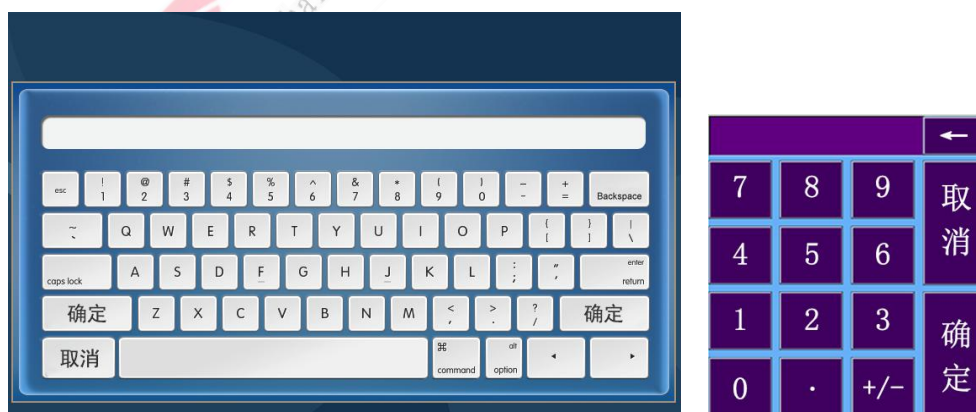 esc ! 1 @ 2 # 3 $ 4 % 5 ^ 6 & 7 * 8 ( 9 ) 0 _ - + = Backspace
~ ` Q W E R T Y U I O P { [ } ] | \
caps lock A S D F G H J K L : ; " ' enter return
确定 Z X C V B N M < , > . ? / 确定
取消 ⌘ command alt option ◂ ▸
←
7 8 9 取消
4 5 6
1 2 3 确定
0 . +/-